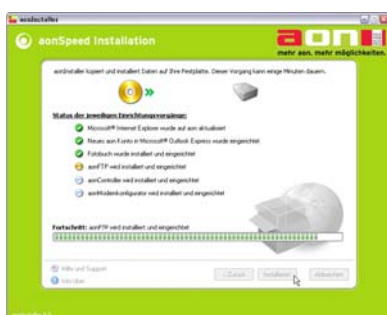 aonInstaller
aonSpeed Installation
aon
mehr aon. mehr möglichkeiten.
aonInstaller kopiert und installiert Daten auf Ihre Festplatte. Dieser Vorgang kann einige Minuten dauern.
Status der jeweiligen Einrichtungsvorgänge:
Microsoft® Internet Explorer wurde auf aon aktualisiert
Neues aon Konto in Microsoft® Outlook Express wurde eingerichtet
Fotobuch wurde installiert und eingerichtet
aonFTP wird installiert und eingerichtet
aonController wird installiert und eingerichtet
aonModemkonfigurator wird installiert und eingerichtet
Fortschritt: aonFTP wird installiert und eingerichtet
Hilfe und Support
Info über
< Zurück
Installieren
Abbrechen